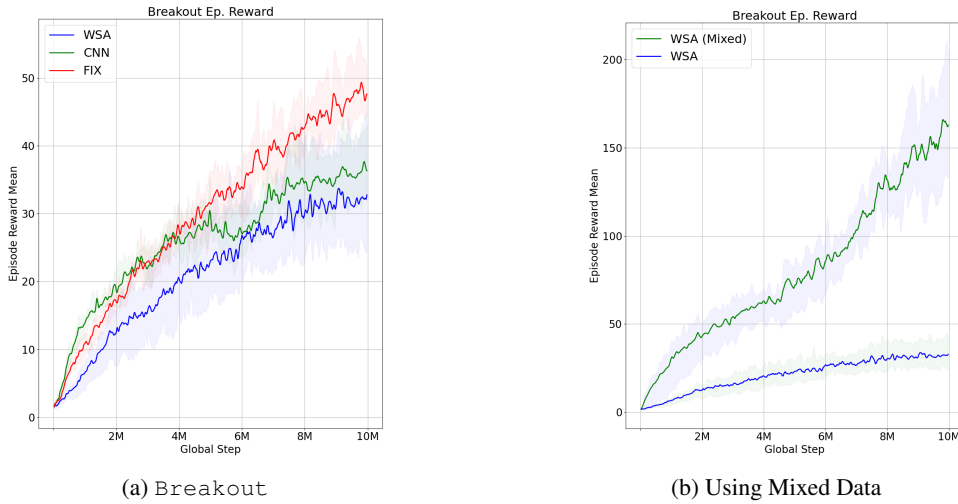 Breakout Ep. Reward
WSA
CNN
FIX
50
40
30
20
10
0
Episode Reward Mean
2M 4M 6M 8M 10M
Global Step
(a) Breakout
Breakout Ep. Reward
WSA (Mixed)
WSA
200
150
100
50
0
Episode Reward Mean
2M 4M 6M 8M 10M
Global Step
(b) Using Mixed Data